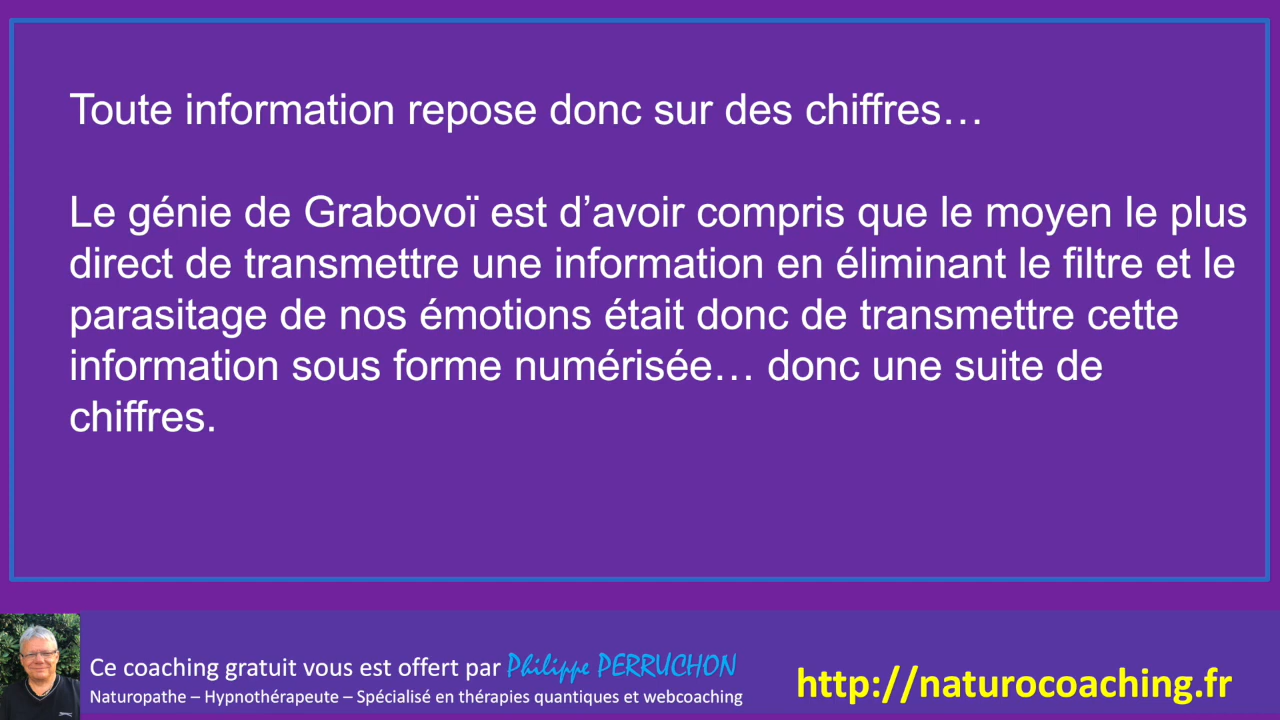 Toute information repose donc sur des chiffres…
Le génie de Grabovoï est d’avoir compris que le moyen le plus
direct de transmettre une information en éliminant le filtre et le
parasitage de nos émotions était donc de transmettre cette
information sous forme numérisée… donc une suite de
chiffres.
Ce coaching gratuit vous est offert par Philippe PERRUCHON
Naturopathe – Hypnothérapeute – Spécialisé en thérapies quantiques et webcoaching
http://naturocoaching.fr